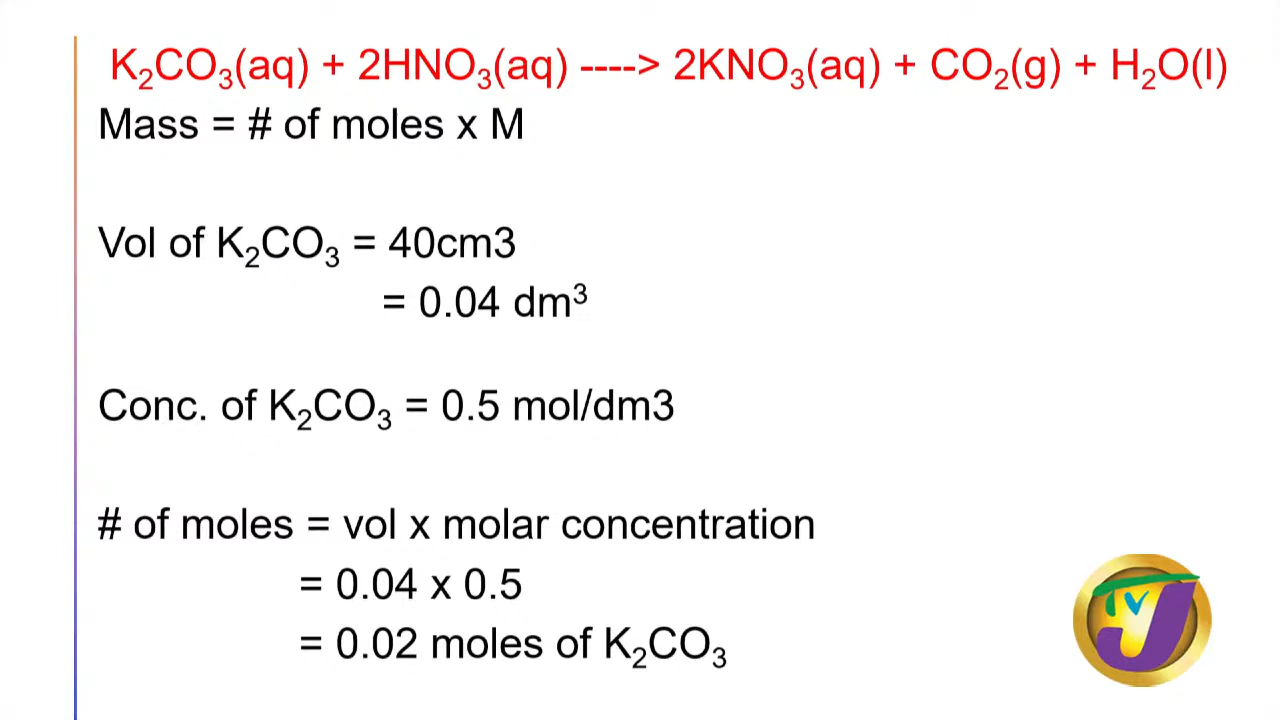 K₂CO₃(aq) + 2HNO₃(aq) ----> 2KNO₃(aq) + CO₂(g) + H₂O(l)
Mass = # of moles x M
Vol of K₂CO₃ = 40cm3
= 0.04 dm³
Conc. of K₂CO₃ = 0.5 mol/dm3
# of moles = vol x molar concentration
= 0.04 x 0.5
= 0.02 moles of K₂CO₃
TVJ